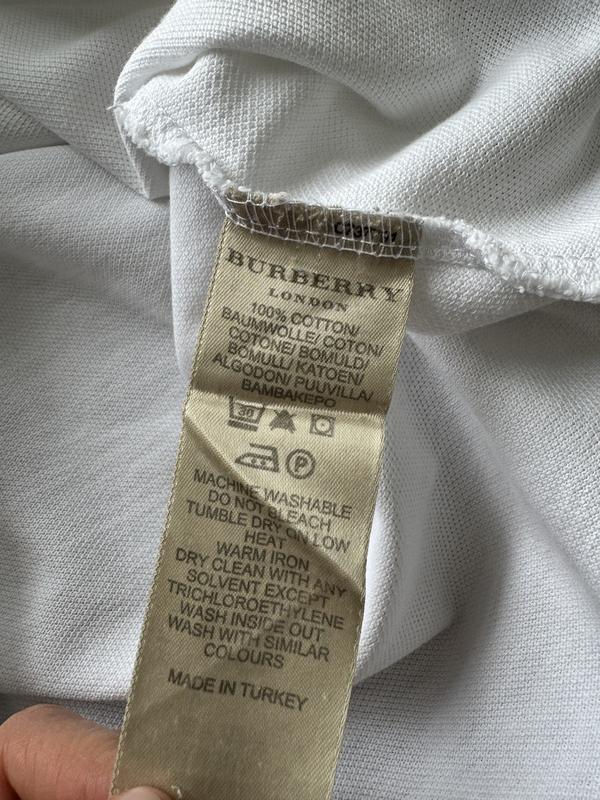 BURBERRY
LONDON
100% COTTON/
BAUMWOLLE/ COTON/
COTONE/ BOMULD/
BOMULL/ KATOEN/
ALGODON/ PUUVILLA/
BAMBAKEPO
30
P
MACHINE WASHABLE
DO NOT BLEACH
TUMBLE DRY ON LOW
HEAT
WARM IRON
DRY CLEAN WITH ANY
SOLVENT EXCEPT
TRICHLOROETHYLENE
WASH INSIDE OUT
WASH WITH SIMILAR
COLOURS
MADE IN TURKEY